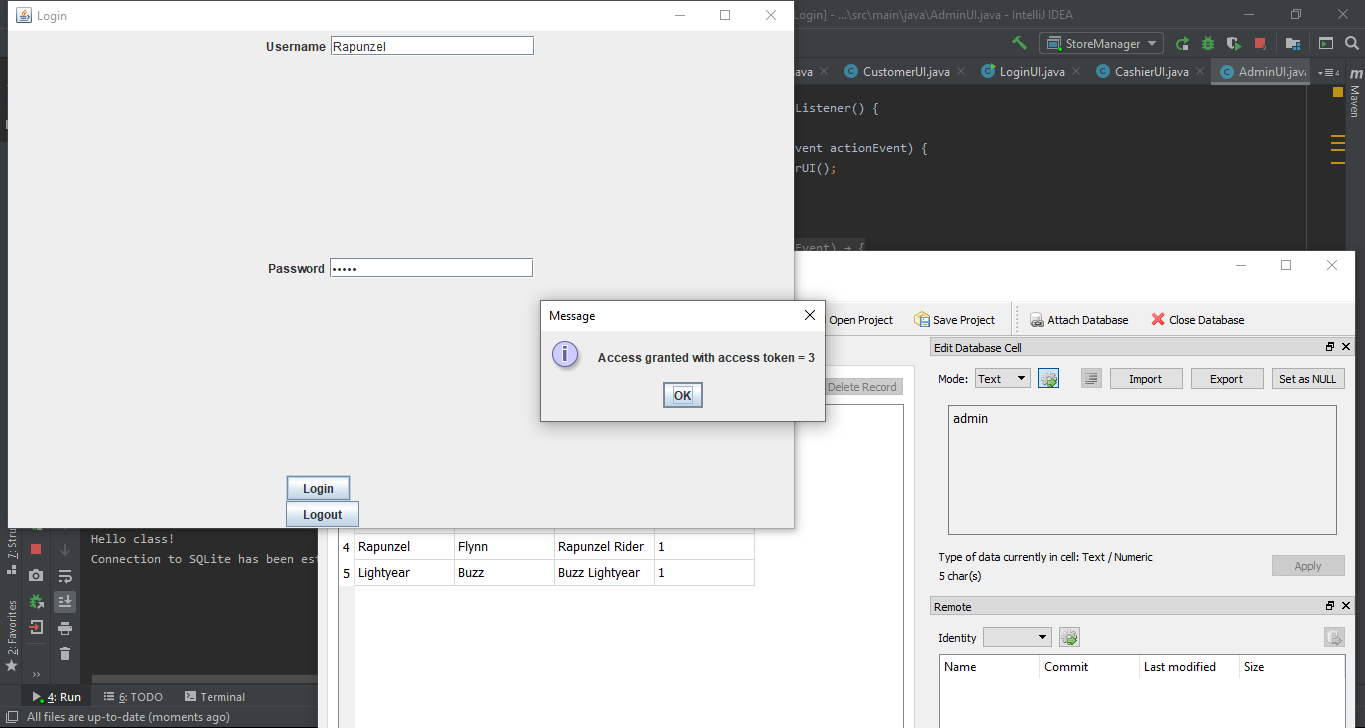 Login
Login] - ...\src\main\java\AdminUI.java - IntelliJ IDEA
Username Rapunzel
StoreManager
ava CustomerUI.java LoginUI.java CashierUI.java AdminUI.java
4
m
Maven
Listener() {
vent actionEvent) {
rUI();
Event) → {
Password •••••
Message
Access granted with access token = 3
OK
Open Project Save Project Attach Database Close Database
Edit Database Cell
Mode: Text Import Export Set as NULL
Delete Record
admin
Login
Logout
Hello class!
Connection to SQLite has been est
4 Rapunzel Flynn Rapunzel Rider 1
5 Lightyear Buzz Buzz Lightyear 1
Type of data currently in cell: Text / Numeric
5 char(s)
Apply
Remote
Identity
Name Commit Last modified Size
Z: Stru
2: Favorites
4: Run 6: TODO Terminal
All files are up-to-date (moments ago)